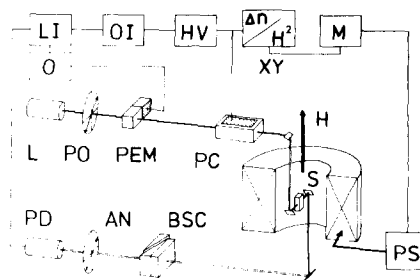 LI OI HV Δn H² M
O XY
H
L PO PEM PC S
PD AN BSC PS